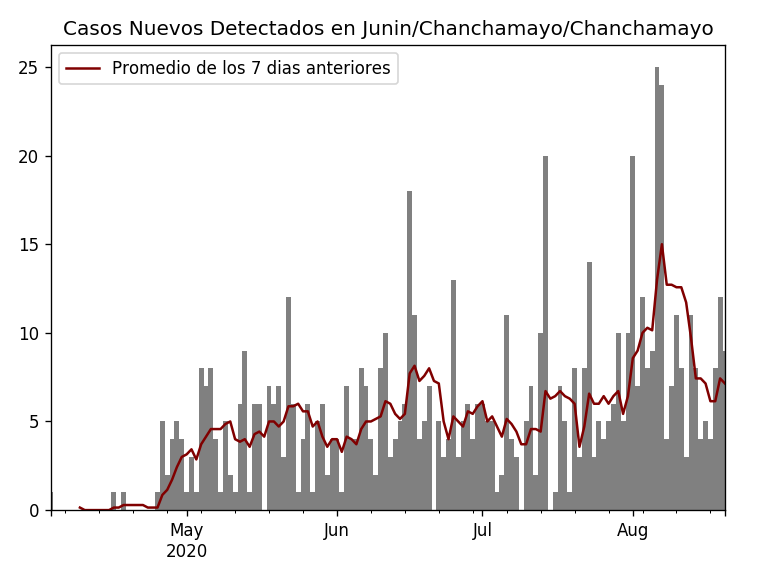 Casos Nuevos Detectados en Junin/Chanchamayo/Chanchamayo
Promedio de los 7 dias anteriores
25
20
15
10
5
0
May
2020
Jun
Jul
Aug